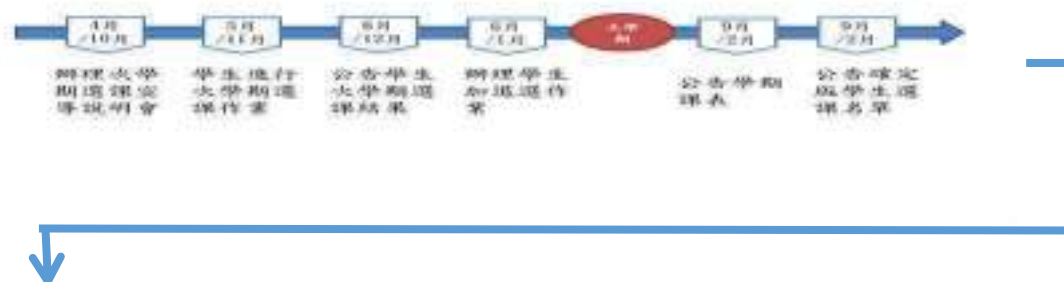 4月
/10月
5月
/11月
6月
/12月
6月
/1月
次學
期
9月
/2月
9月
/2月
辦理次學
期選課宣
導說明會
學生進行
次學期選
課作業
公告學生
次學期選
課結果
辦理學生
加退選作
業
公告學期
課表
公告確定
版學生選
課名單